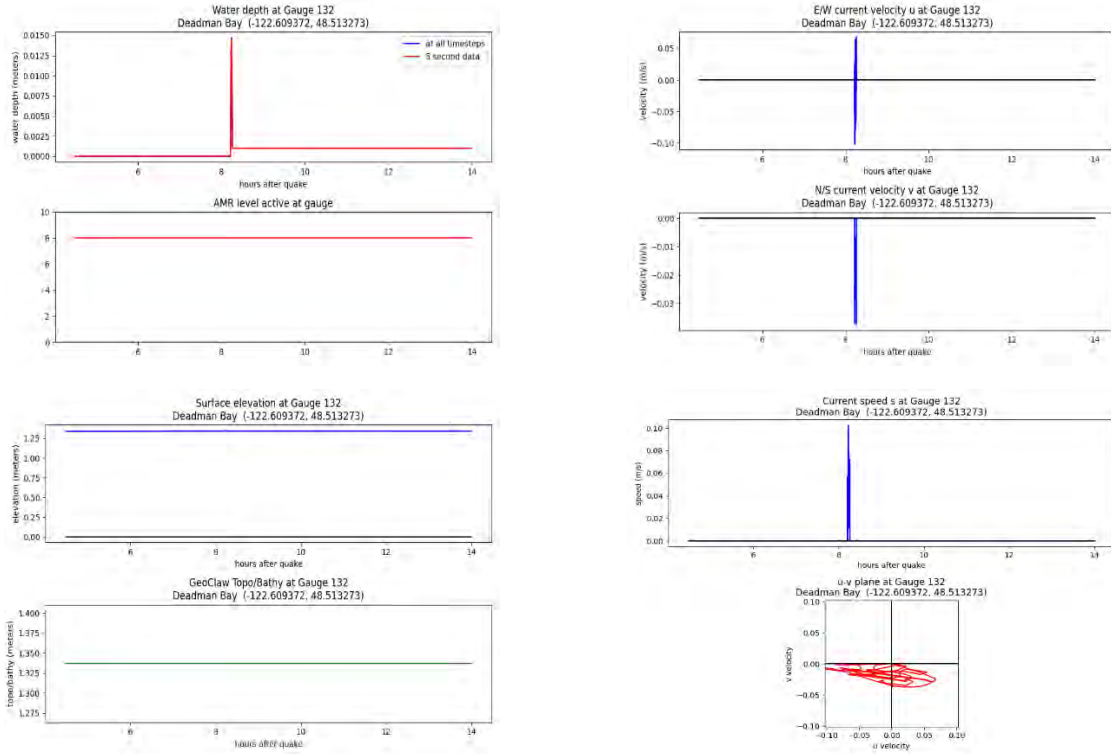 Water depth at Gauge 132
Deadman Bay (-122.609372, 48.513273)
0.0150
0.0125
0.0100
0.0075
0.0050
0.0025
0.0000
water depth (meters)
at all timesteps
5 second data
6
8
10
12
14
hours after quake
AMR level active at gauge
10
8
6
4
2
0
6
8
10
12
14
hours after quake
Surface elevation at Gauge 132
Deadman Bay (-122.609372, 48.513273)
1.25
1.00
0.75
0.50
0.25
0.00
elevation (meters)
6
8
10
12
14
hours after quake
GeoClaw Topo/Bathy at Gauge 132
Deadman Bay (-122.609372, 48.513273)
1.400
1.375
1.350
1.325
1.300
1.275
topo/bathy (meters)
6
8
10
12
14
hours after quake
E/W current velocity u at Gauge 132
Deadman Bay (-122.609372, 48.513273)
0.05
0.00
−0.05
−0.10
velocity (m/s)
6
8
10
12
14
hours after quake
N/S current velocity v at Gauge 132
Deadman Bay (-122.609372, 48.513273)
0.00
−0.01
−0.02
−0.03
velocity (m/s)
6
8
10
12
14
hours after quake
Current speed s at Gauge 132
Deadman Bay (-122.609372, 48.513273)
0.10
0.08
0.06
0.04
0.02
0.00
speed (m/s)
6
8
10
12
14
hours after quake
u-v plane at Gauge 132
Deadman Bay (-122.609372, 48.513273)
0.10
0.05
0.00
−0.05
−0.10
v velocity
−0.10
−0.05
0.00
0.05
0.10
u velocity